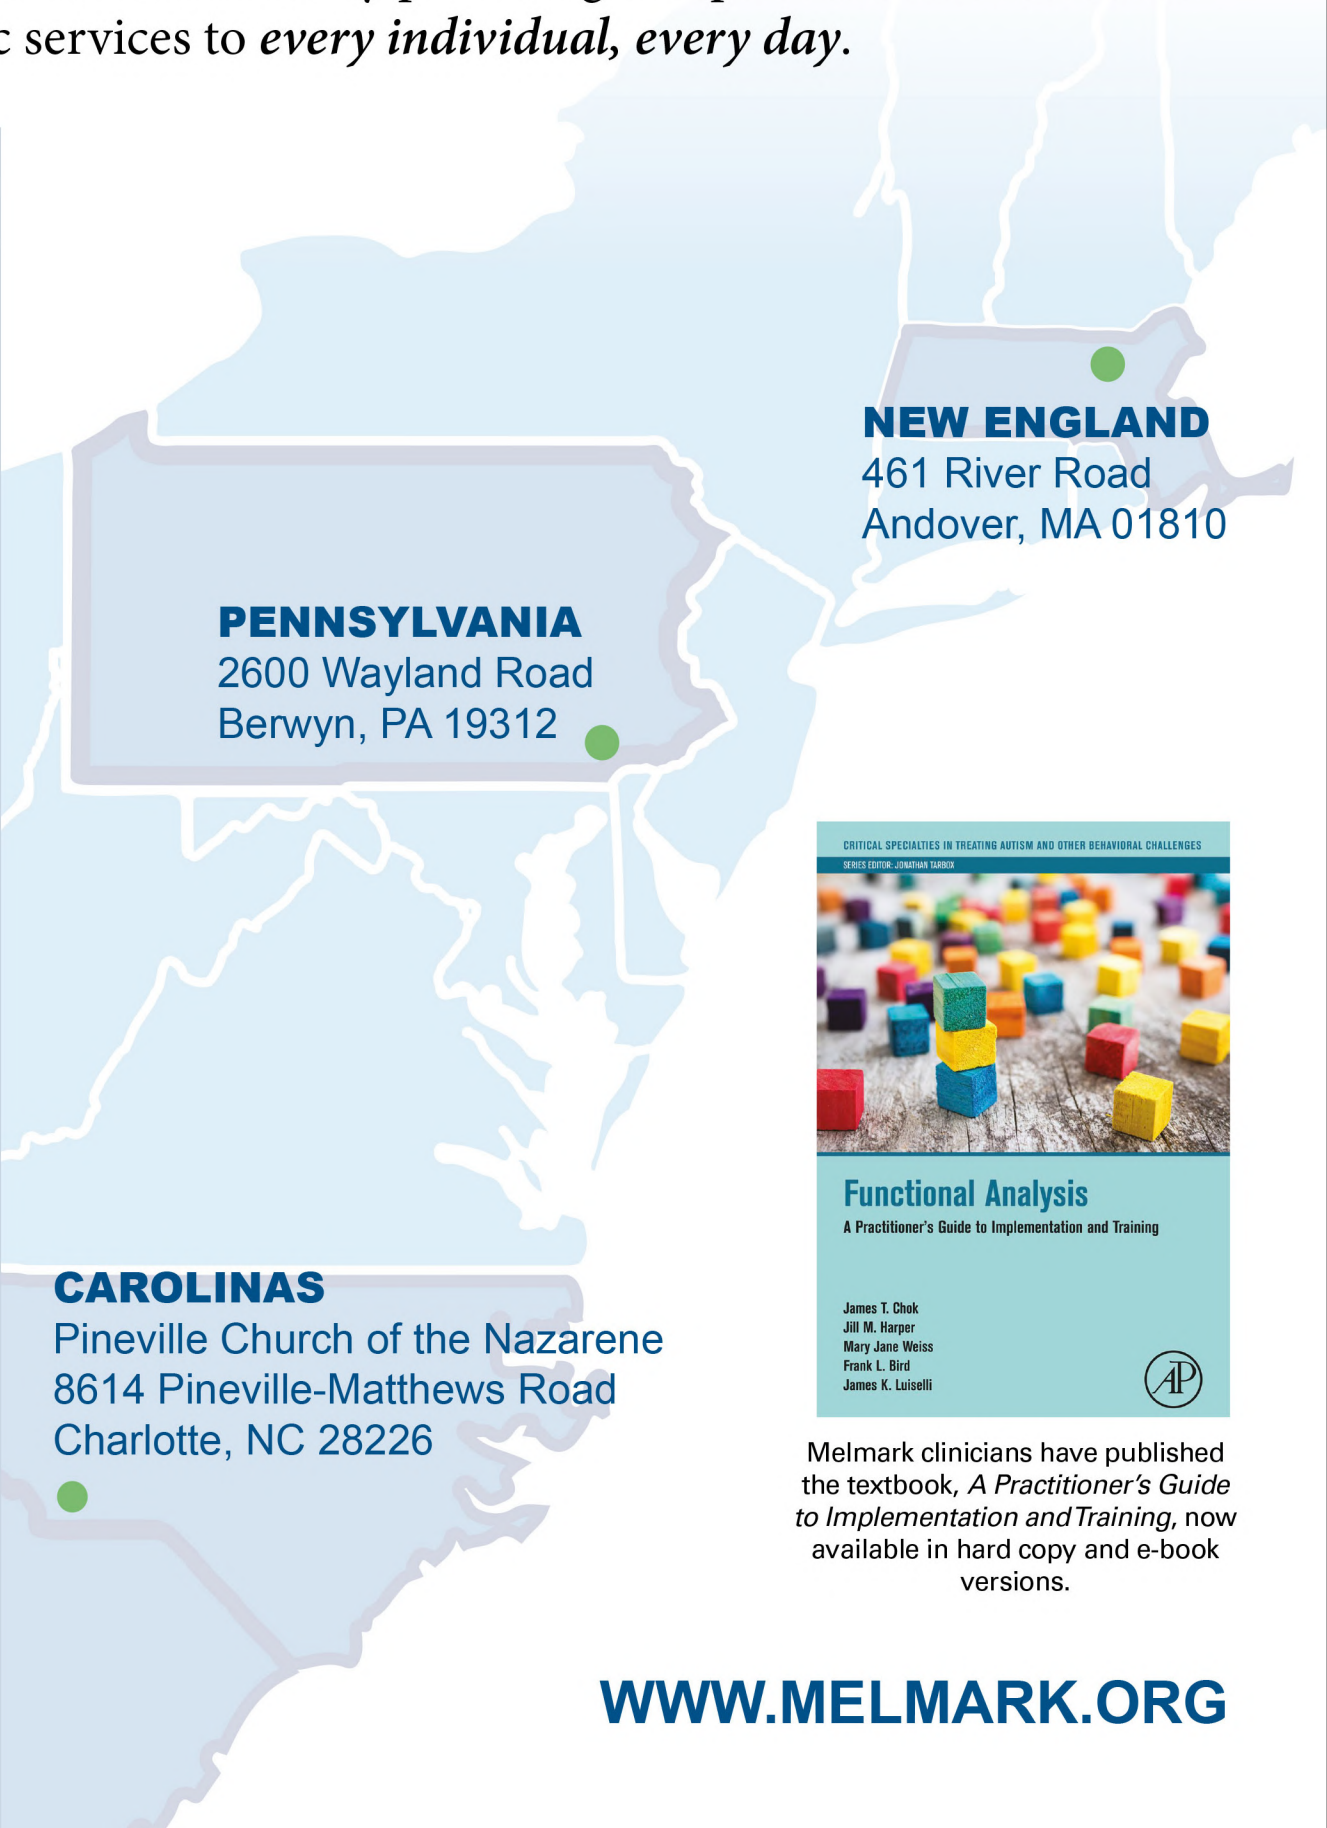 services to every individual, every day.
NEW ENGLAND
461 River Road
Andover, MA 01810
PENNSYLVANIA
2600 Wayland Road
Berwyn, PA 19312
CRITICAL SPECIALTIES IN TREATING AUTISM AND OTHER BEHAVIORAL CHALLENGES
SERIES EDITOR: JONATHAN TARBOX
Functional Analysis
A Practitioner's Guide to Implementation and Training
James T. Chok
Jill M. Harper
Mary Jane Weiss
Frank L. Bird
James K. Luiselli
AP
CAROLINAS
Pineville Church of the Nazarene
8614 Pineville-Matthews Road
Charlotte, NC 28226
Melmark clinicians have published
the textbook, A Practitioner's Guide
to Implementation and Training, now
available in hard copy and e-book
versions.
WWW.MELMARK.ORG